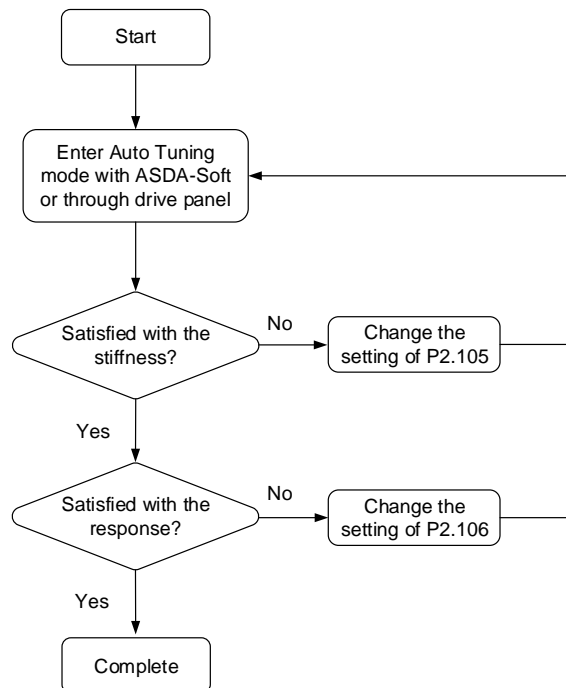 Start
Enter Auto Tuning
mode with ASDA-Soft
or through drive panel
Satisfied with the
stiffness?
No
Change the
setting of P2.105
Yes
Satisfied with the
response?
No
Change the
setting of P2.106
Yes
Complete